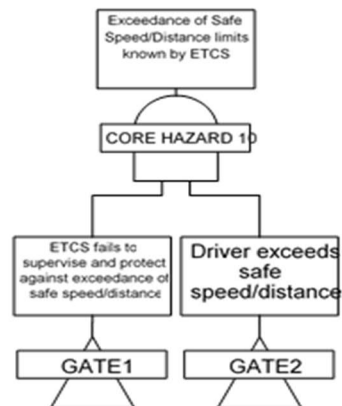 Exceedance of Safe
Speed/Distance limits
known by ETCS
CORE HAZARD 10
ETCS fails to
supervise and protect
against exceedance of
safe speed/distance
Driver exceeds
safe
speed/distance
GATE1
GATE2